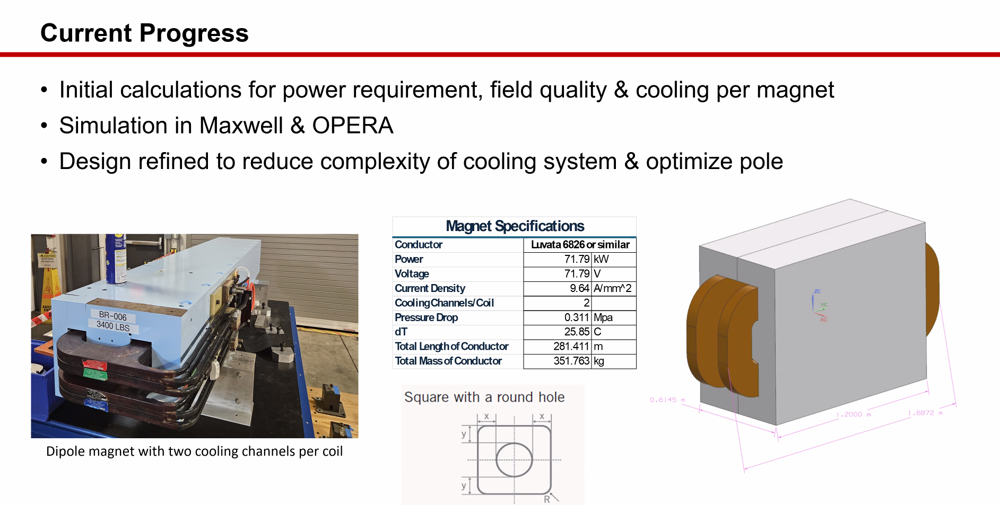 Current Progress
• Initial calculations for power requirement, field quality & cooling per magnet
• Simulation in Maxwell & OPERA
• Design refined to reduce complexity of cooling system & optimize pole
CAUTION
BR-006
3400 LBS
Dipole magnet with two cooling channels per coil
Magnet Specifications
Conductor Luvata 6826 or similar
Power 71.79 kW
Voltage 71.79 V
Current Density 9.64 A/mm^2
Cooling Channels/Coil 2
Pressure Drop 0.311 Mpa
dT 25.85 C
Total Length of Conductor 281.411 m
Total Mass of Conductor 351.763 kg
Square with a round hole
x x
y
y
R
ZC
YC
XC
0.6145 m
1.2000 m
1.6872 m